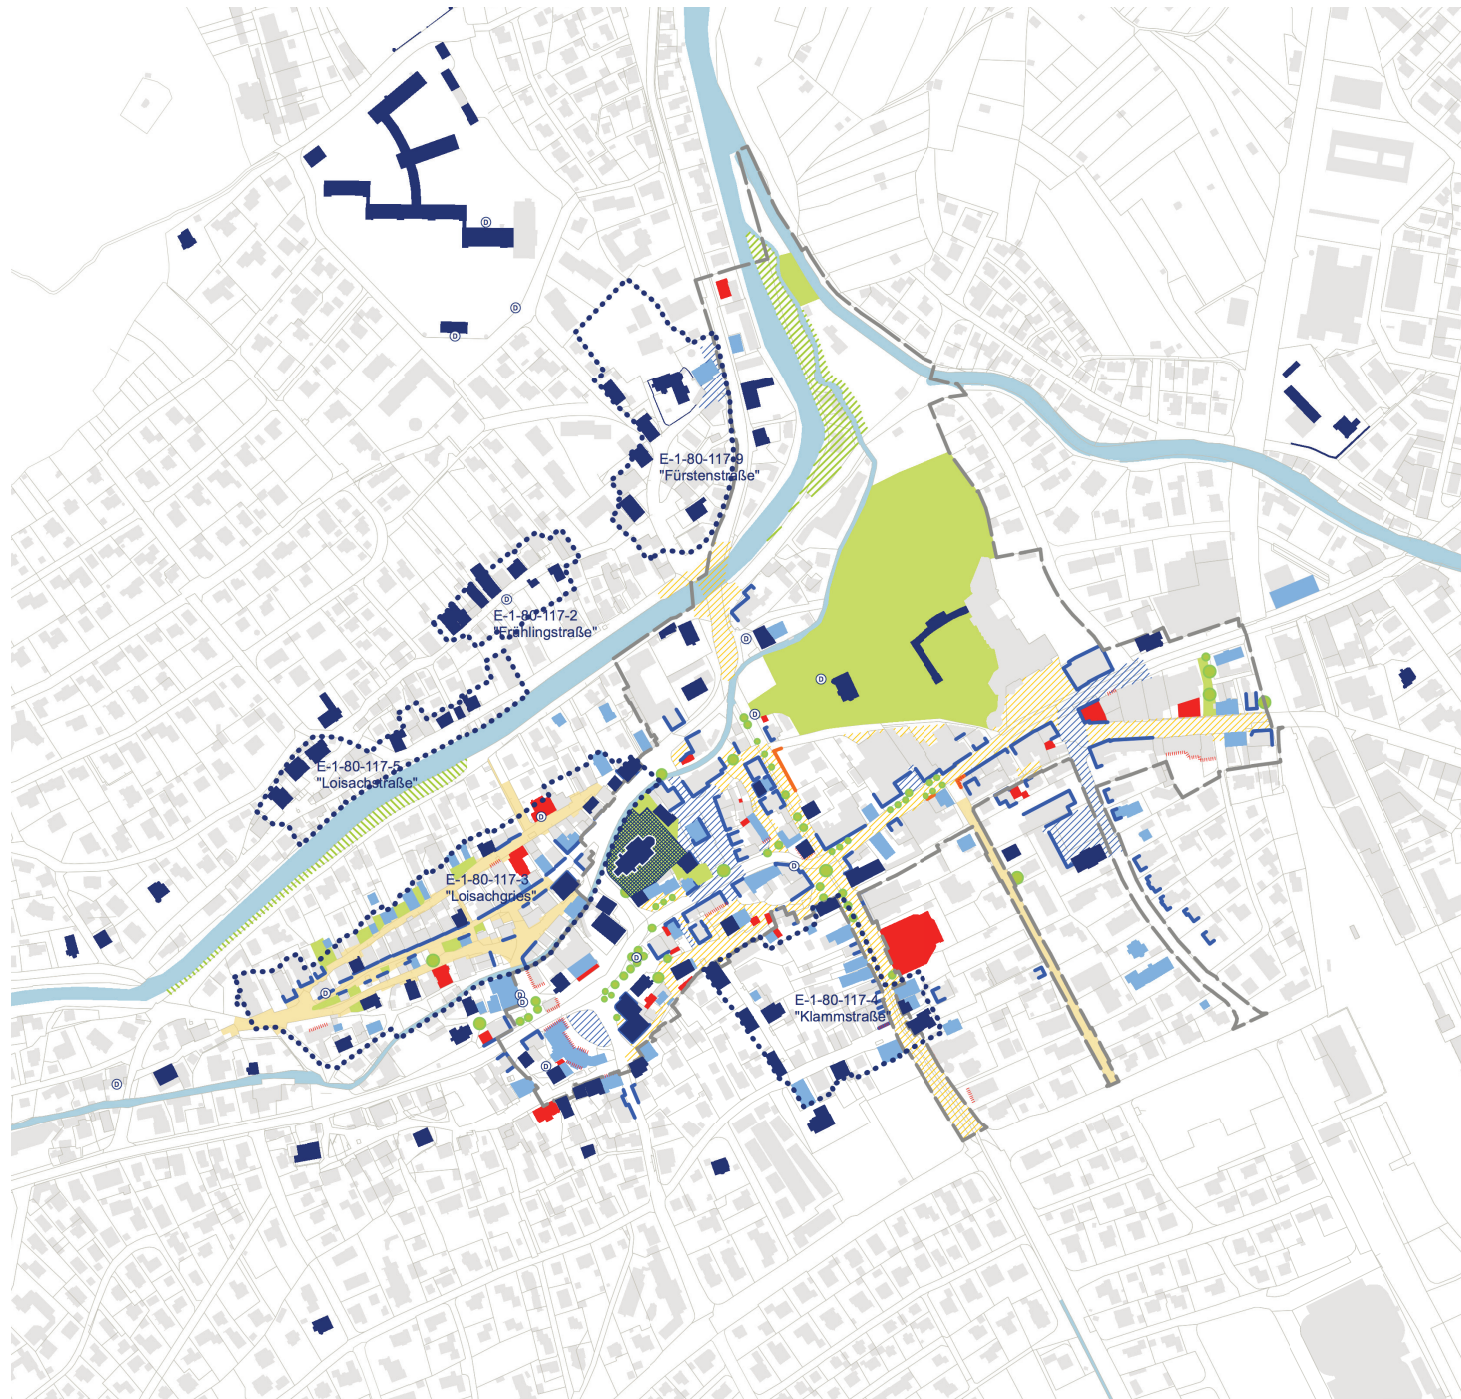 D
D
D
E-1-80-117-9
"Fürstenstraße"
D
E-1-80-117-2
"Frühlingstraße"
D
D
D
E-1-80-117-5
"Loisachstraße"
D
D
E-1-80-117-3
"Loisachgries"
D
D
D
D
E-1-80-117-4
"Klammstraße"
D
D